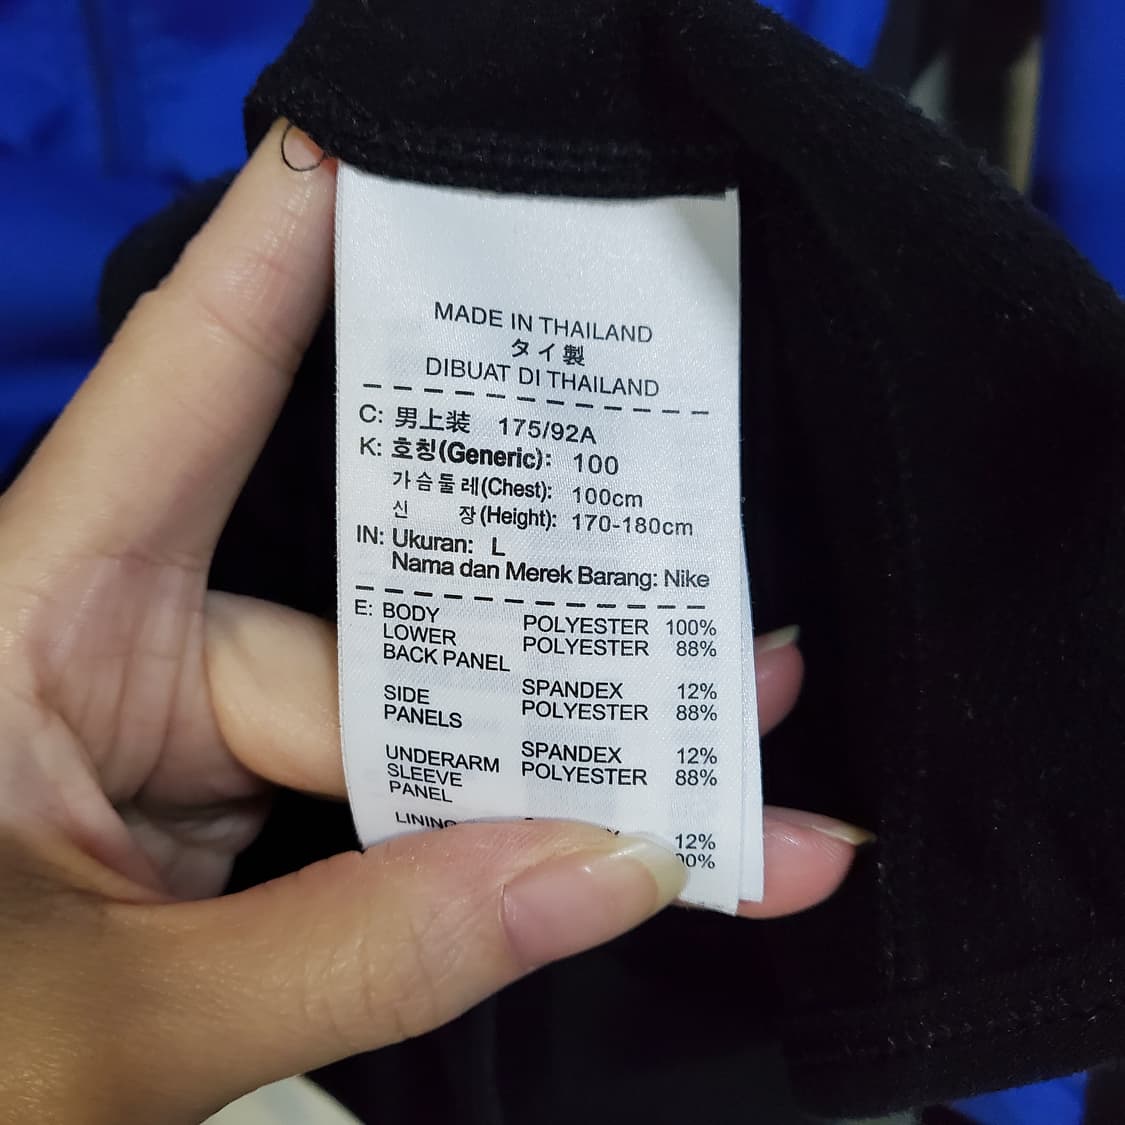 MADE IN THAILAND
タイ製
DIBUAT DI THAILAND
C: 男上装 175/92A
K: 호칭(Generic): 100
가슴둘레(Chest): 100cm
신 장(Height): 170-180cm
IN: Ukuran: L
Nama dan Merek Barang: Nike
E: BODY POLYESTER 100%
LOWER POLYESTER 88%
BACK PANEL
SPANDEX 12%
SIDE POLYESTER 88%
PANELS
SPANDEX 12%
UNDERARM POLYESTER 88%
SLEEVE
PANEL
12%
LINING